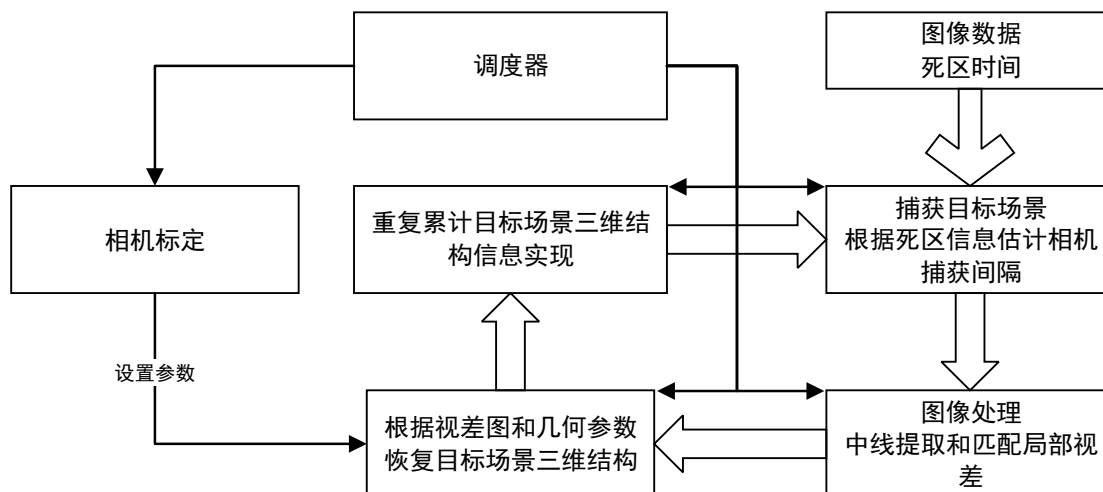 调度器
图像数据
死区时间
相机标定
重复累计目标场景三维结
构信息实现
捕获目标场景
根据死区信息估计相机
捕获间隔
设置参数
根据视差图和几何参数
恢复目标场景三维结构
图像处理
中线提取和匹配局部视
差